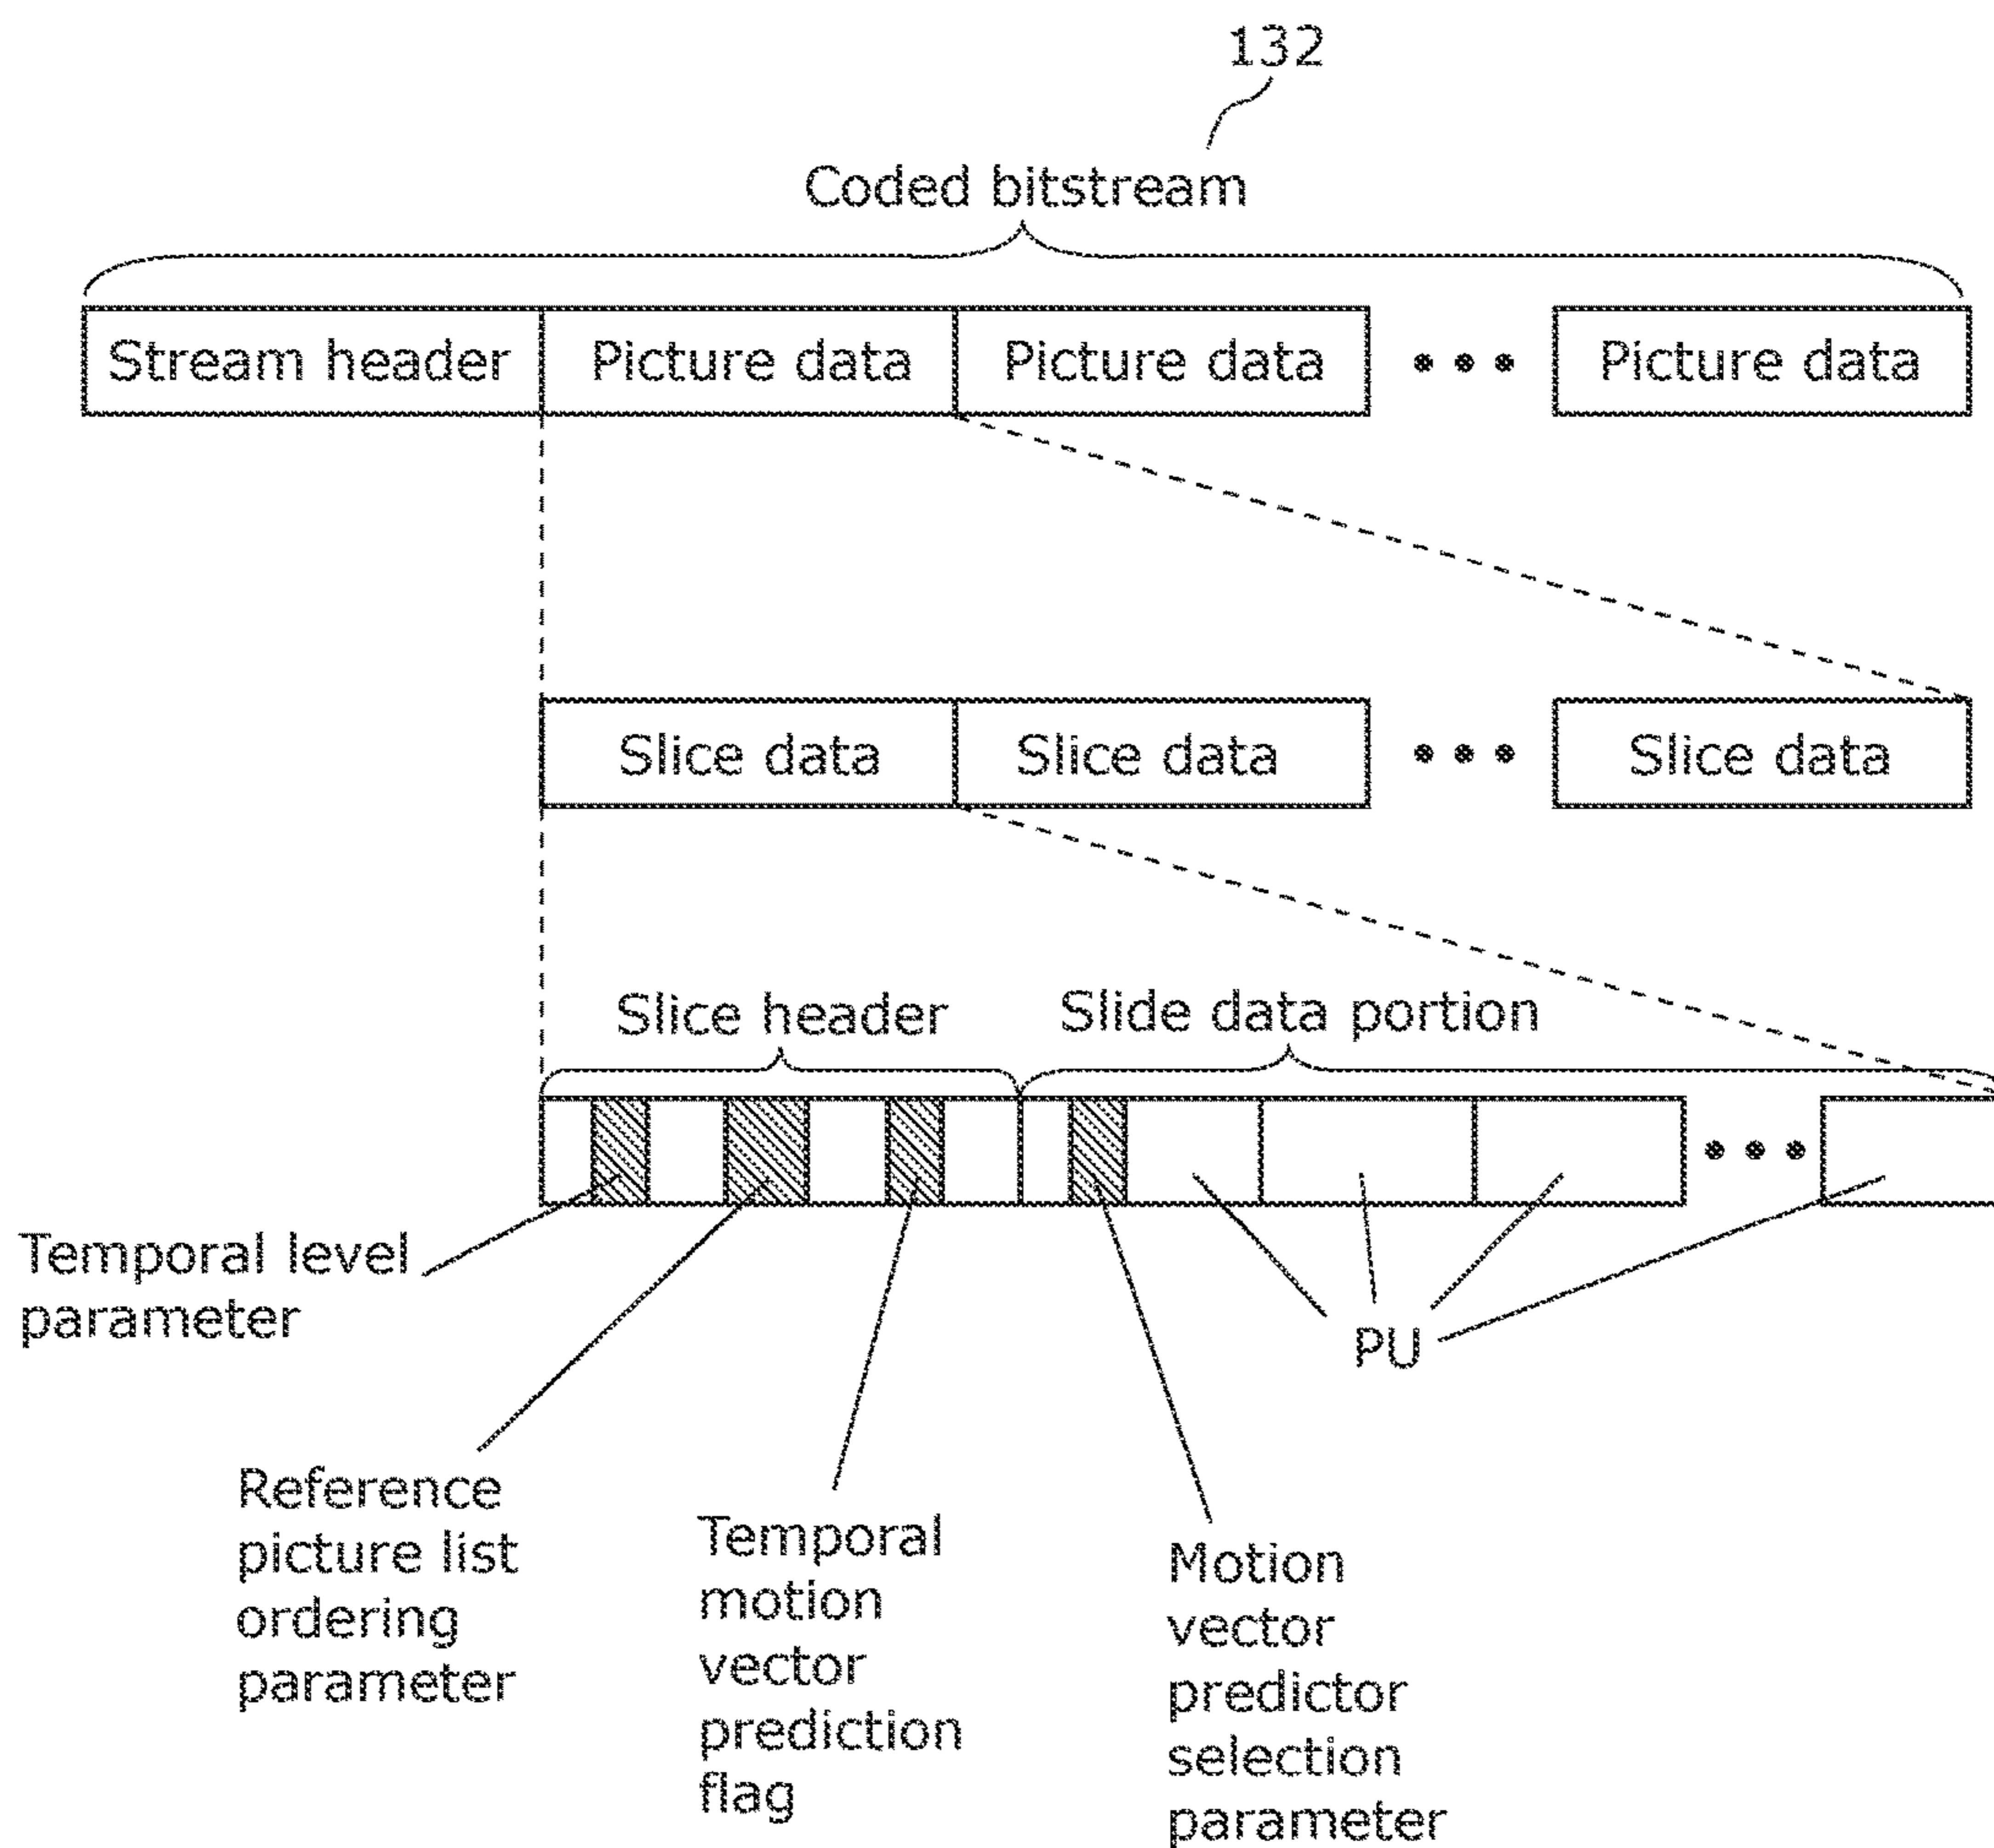 132
Coded bitstream
Stream header
Picture data
Picture data
Picture data
Slice data
Slice data
Slice data
Slice header
Slide data portion
Temporal level
parameter
Reference
picture list
ordering
parameter
Temporal
motion
vector
prediction
flag
Motion
vector
predictor
selection
parameter
PU